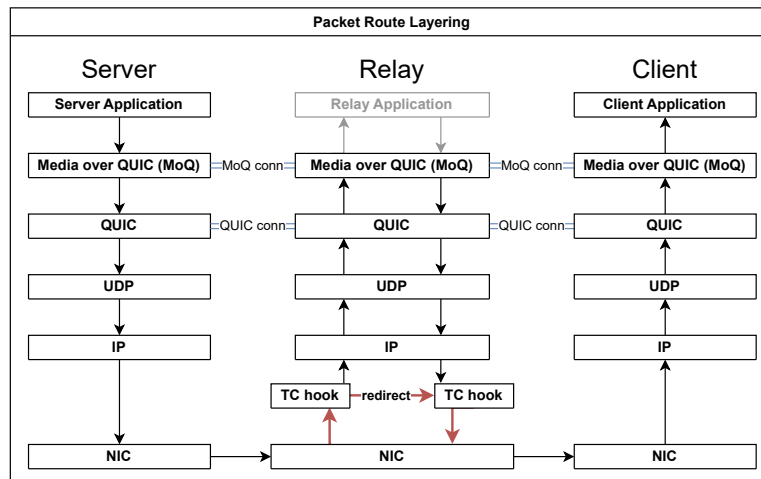 Packet Route Layering
Server Relay Client
Server Application Relay Application Client Application
Media over QUIC (MoQ) MoQ conn Media over QUIC (MoQ) MoQ conn Media over QUIC (MoQ)
QUIC QUIC conn QUIC QUIC conn QUIC
UDP UDP UDP
IP IP IP
TC hook redirect TC hook
NIC NIC NIC